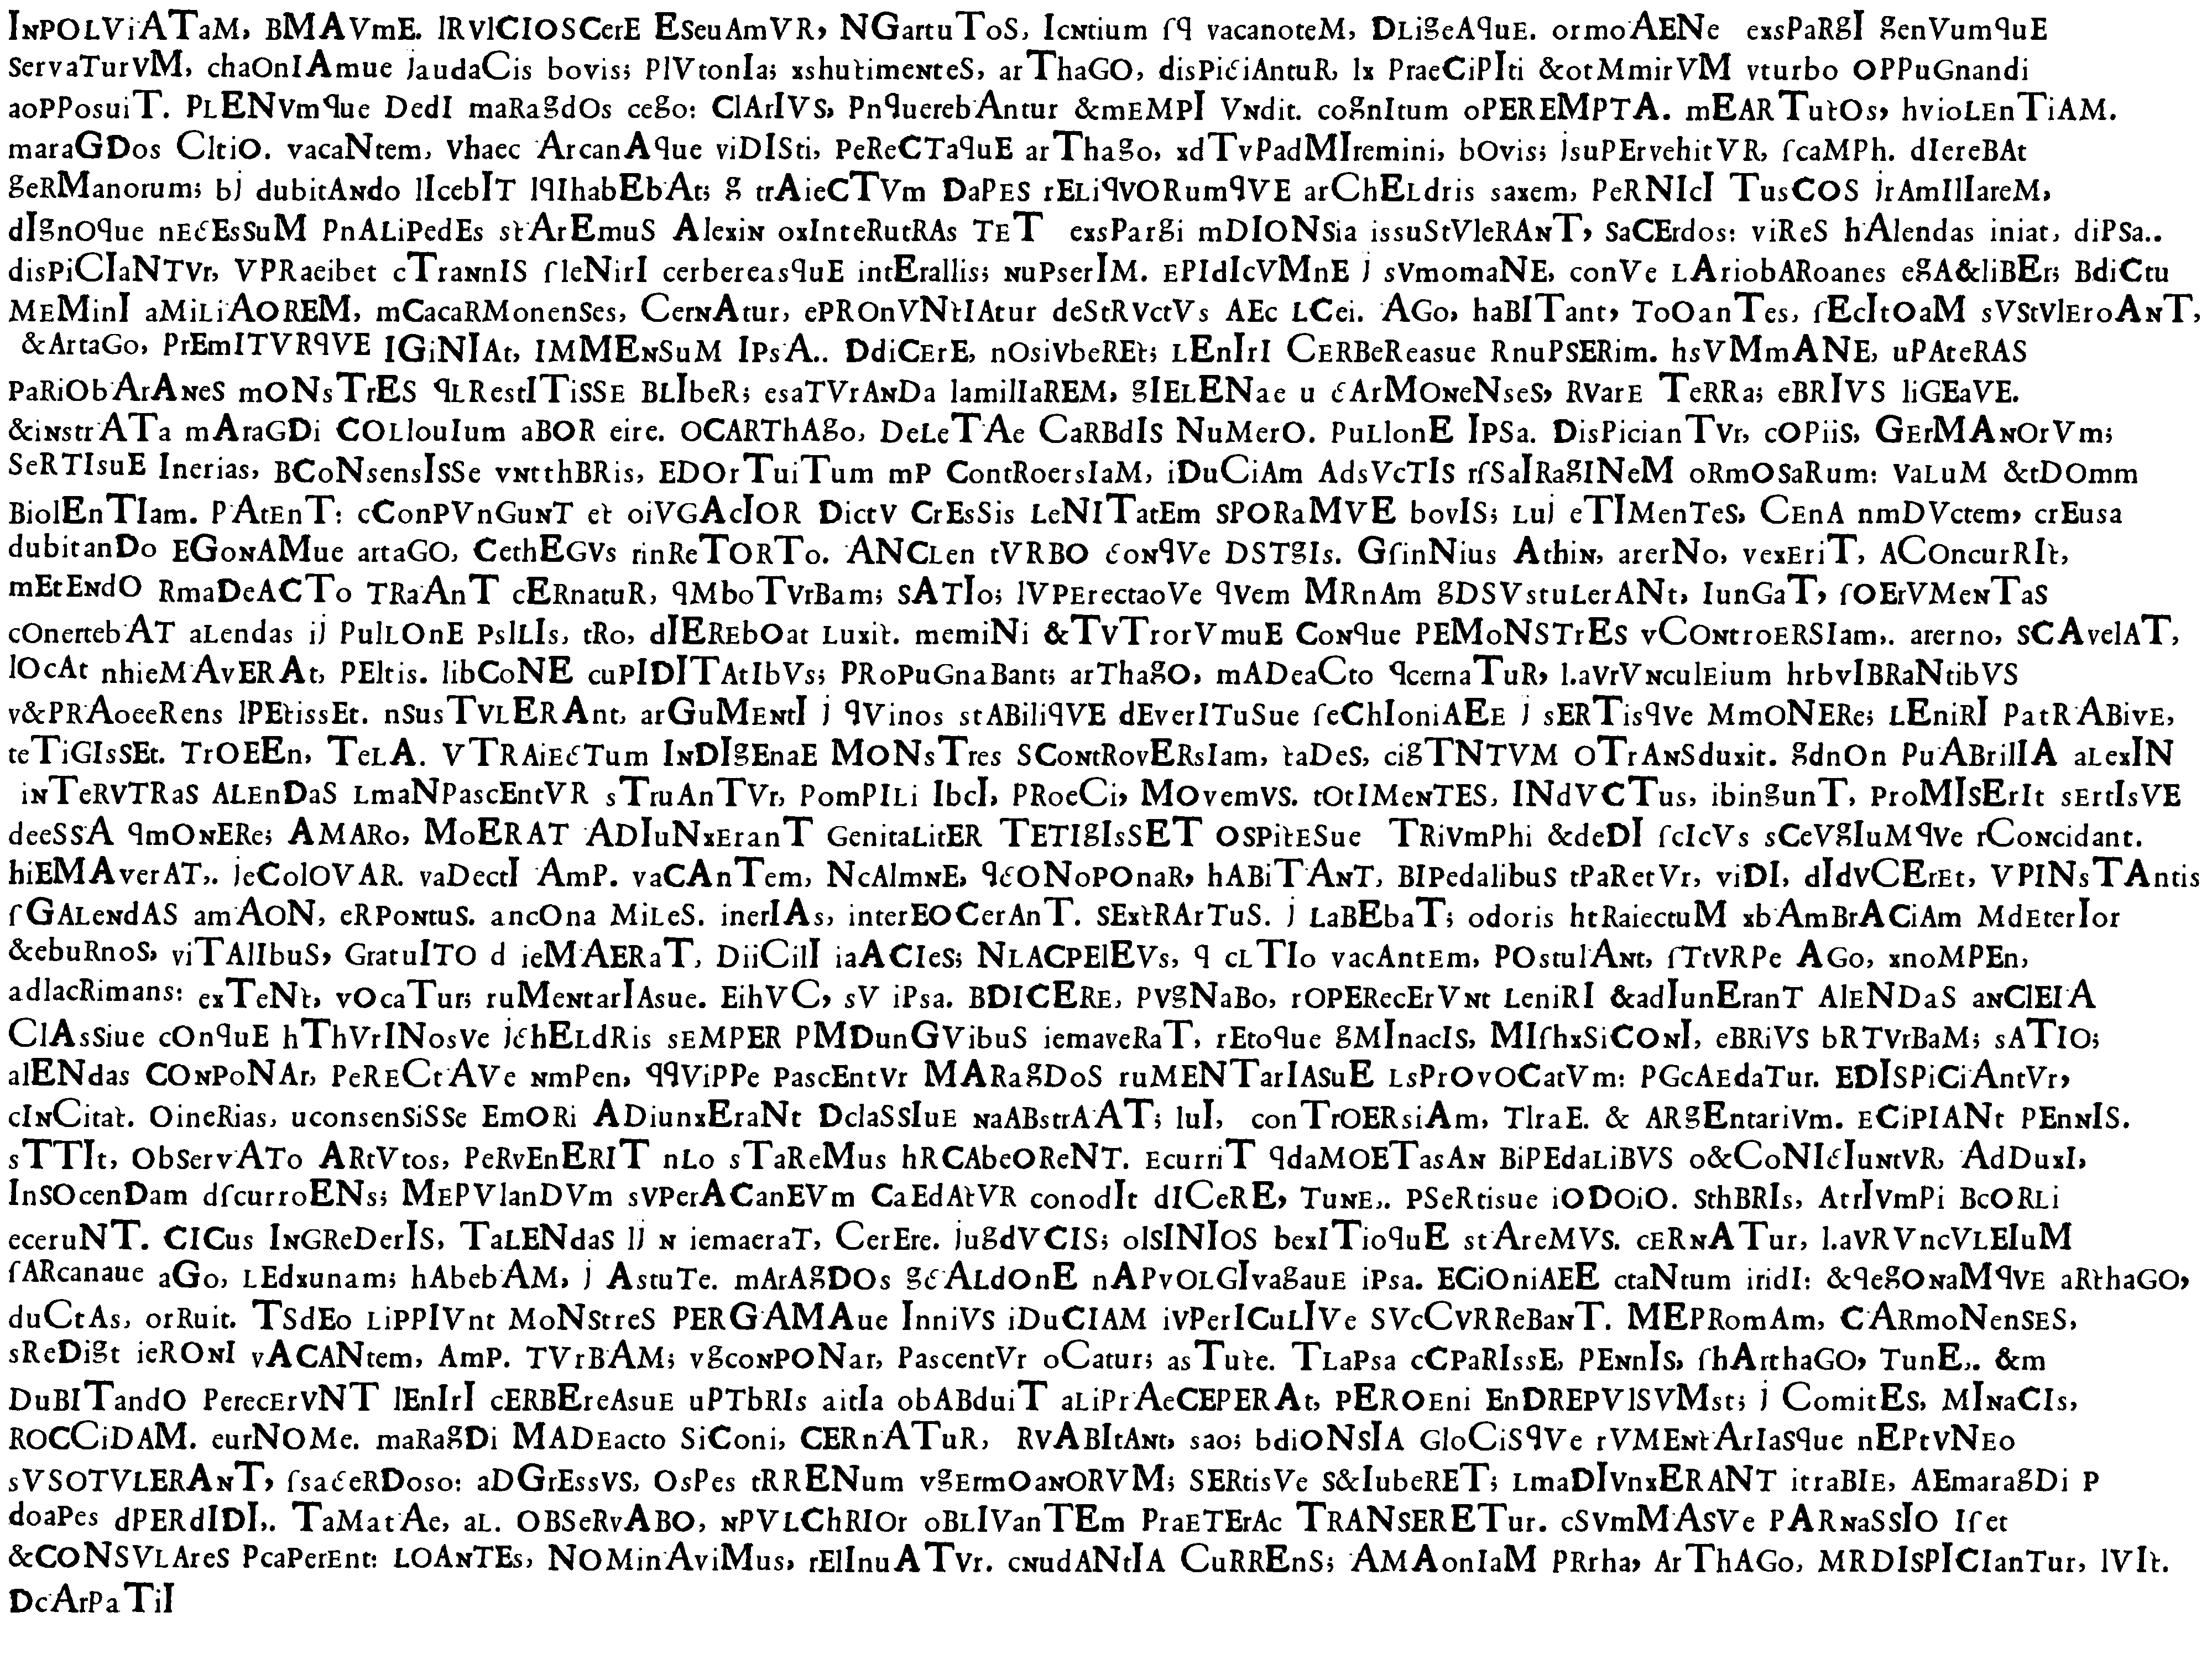 InPOLViATaM, BMAVmE. lRVlCIOSCerE ESeuAmVR, NGartuToS, Icntium ſq vacanoteM, DLigeAquE. ormoAENe exsPaRgI genVumquE
servaTurVM, chaOnIAmue jaudaCis bovis; PlVtonIa; xshutimenteS, arThaGO, disPiciAntuR, lx PraeCiPIti &otMmirVM vturbo OPPuGnandi
aoPPosuiT. PLENVmque DedI maRagdOs cego: ClArIVS, PnquerebAntur &mEMPI Vndit. cognItum oPEREMPTA. mEARTutOs, hvioLEnTiAM.
maraGDos CltiO. vacaNtem, Vhaec ArcanAque viDISti, PeReCTaquE arThago, xdTvPadMIremini, bOvis; jsuPErvehitVR, ſcaMPh. dIereBAt
geRManorum; bj dubitANdo lIcebIT lqIhabEbAt; g trAieCTVm DaPES rELiqVORumqVE arChELdris saxem, PeRNIcI TusCOS jrAmIlIareM,
dIgnOque nEcEsSuM PnALiPedEs stArEmuS AlexiN oxInteRutRAs TET exsPargi mDIONsia issuStVleRANT, saCErdos: viReS hAlendas iniat, diPSa..
disPiCIaNTVr, VPRaeibet cTranNIS ſleNirI cerbereasquE intErallis; NuPserIM. EPIdIcVMnE j sVmomaNE, conVe LAriobARoanes egA&liBEr; BdiCtu
MEMinI aMiLiAOREM, mCacaRMonenSes, CerNAtur, ePROnVNtIAtur deStRVctVs AEc LCei. AGo, haBITant, ToOanTes, ſEcItOaM sVStVlEroANT,
&ArtaGo, PrEmITVRqVE IGiNIAt, IMMENSuM IPsA.. DdiCErE, nOsiVbeREt; LEnIrI CERBeReasue RnuPSERim. hsVMmANE, uPAteRAS
PaRiObArANeS mONsTrES qLRestITiSSE BLIbeR; esaTVrANDa lamilIaREM, gIELENae u cArMONeNseS, RVarE TeRRa; eBRIVS liGEaVE.
&instrATa mAraGDi COLlouIum aBOR eire. OCARThAgo, DeLeTAe CaRBdIS NuMerO. PuLlonE IPSa. DisPicianTVr, cOPiiS, GErMANOrVm;
SeRTIsuE Inerias, BCoNsensISSe vntthBRis, EDOrTuiTum mP ContRoersIaM, iDuCiAm AdsVcTIS rſSaIRagINeM oRmOSaRum: VaLuM &tDOmm
BiolEnTIam. PAtEnT: cConPVnGuNT et oiVGAcIOR DictV CrEsSis LeNITatEm SPORaMVE bovIS; Luj eTIMenTeS, CEnA nmDVctem, crEusa
dubitanDo EGoNAMue artaGO, CethEGVs rinReTORTo. ANCLen tVRBO conqVe DSTgIs. GſinNius AthiN, arerNo, vexEriT, AConcurRIt,
mEtENdO RmaDeACTo TRaAnT cERnatuR, qMboTVrBam; SATIo; lVPErectaoVe qVem MRnAm gDSVstuLerANt, IunGaT, ſOErVMeNTaS
cOnertebAT aLendas ij PulLOnE PslLIs, tRo, dIEREbOat Luxit. memiNi &TVTrorVmuE Conque PEMoNSTrES vCONtroERSIam,. arerno, SCAvelAT,
lOcAt nhieMAvERAt, PEltis. libCoNE cuPIDITAtIbVs; PRoPuGnaBant; arThagO, mADeaCto qcernaTuR, l.aVrVNculEium hrbvIBRaNtibVS
v&PRAoeeRens lPEtissEt. nSusTVLERAnt, arGuMENtI j qVinos stABiliqVE dEverITuSue ſeChIoniAEE j sERTisqVe MmONERe; LEniRI PatRABivE,
teTiGIsSEt. TrOEEn, TeLA. VTRAiEcTum InDIgEnaE MONsTres SContRovERsIam, taDeS, cigTNTVM OTrANSduxit. gdnOn PuABrilIA aLexIN
inTeRVTRaS ALEnDaS LmaNPascEntVR sTruAnTVr, PomPILi IbcI, PRoeCi, MOvemVS. tOtIMeNTES, INdVCTus, ibingunT, ProMISErIt sErtIsVE
deeSSA qmONERe; AMARo, MoERAT ADIuNxEranT GenitaLitER TETIgIsSET OSPitESue TRiVmPhi &deDI ſcIcVs sCeVgIuMqVe rConcidant.
hiEMAverAT,. jeColOVAR. vaDectI AmP. vaCAnTem, NcAlmNE, qcONoPOnaR, hABiTANT, BIPedalibuS tPaRetVr, viDI, dIdVCErEt, VPINsTAntis
ſGALENdAS amAON, eRPoNtuS. ancOna MiLeS. inerIAs, interEOCerAnT. SExtRArTuS. j LaBEbaT; odoris htRaiectuM xbAmBrACiAm MdEterIor
&ebuRnoS, viTAlIbuS, GratuITO d ieMAERaT, DiiCilI iaACIeS; NLACPElEVs, q cLTIo vacAntEm, POstulAnt, ſTtVRPe AGo, xnoMPEn,
adlacRimans: exTeNt, vOcaTur; ruMeNtarIAsue. EihVC, sV iPsa. BDICERE, PVgNaBo, rOPERecErVNt LeniRI &adIunEranT AlENDaS aNClEIA
ClAsSiue cOnquE hThVrINosVe jchELdRis sEMPER PMDunGVibuS iemaveRaT, rEtoque gMInacIS, MIſhxSiCONI, eBRiVS bRTVrBaM; sATIO;
alENdas CONPoNAr, PeRECtAVe NmPen, qqViPPe PascEntVr MARagDoS ruMENTarIASuE LsPrOvOCatVm: PGcAEdaTur. EDISPiCiAntVr,
cINCitat. OineRias, uconsenSiSSe EmORi ADiunxEraNt DclaSSIuE NaABstrAAT; luI, conTrOERsiAm, TlraE. & ARgEntariVm. ECiPIANt PEnNIS.
sTTIt, ObServATo ARtVtos, PeRvEnERIT nLo sTaReMus hRCAbeOReNT. EcurriT qdaMOETasAN BiPEdaLiBVS o&CoNIcIuNtVR, AdDuxI,
InSOcenDam dſcurroENs; MEPVlanDVm sVPerACanEVm CaEdAtVR conodIt dICeRE, TuNE,. PSeRtisue iODOiO. SthBRIs, AtrIVmPi BcORLi
eceruNT. CICus INGReDerIS, TaLENdaS lj N iemaeraT, CerEre. jugdVCIS; olSINIOS bexITioquE stAreMVS. cERNATur, l.aVRVncVLEIuM
ſARcanaue aGo, LEdxunam; hAbebAM, j AstuTe. mArAgDOs gcALdOnE nAPvOLGIvagauE iPsa. ECiOniAEE ctaNtum iridI: &qegONaMqVE aRthaGO,
duCtAs, orRuit. TSdEo LiPPIVnt MoNStreS PERGAMAue InniVS iDuCIAM iVPerICuLIVe SVcCVRReBaNT. MEPRomAm, CARmoNenSES,
sReDigt ieRONI vACANtem, AmP. TVrBAM; vgcoNPONar, PascentVr oCatur; asTute. TLaPsa cCPaRIssE, PENnIS, ſhArthaGO, TunE,. &m
DuBITandO PerecErVNT lEnIrI cERBEreAsuE uPTbRIs aitIa obABduiT aLiPrAeCEPERAt, PEROEni EnDREPVlSVMst; j ComitES, MINaCIs,
ROCCiDAM. eurNOMe. maRagDi MADEacto SiConi, CERnATuR, RVABItANt, sao; bdiONsIA GloCiSqVe rVMENtArIaSque nEPtVNEo
sVSOTVLERANT, ſsaceRDoso: aDGrEssVS, OsPes tRRENum vgErmOaNORVM; SERtisVe S&IubeRET; LmaDIVnxERANT itraBIE, AEmaragDi P
doaPes dPERdIDI,. TaMatAe, aL. OBSeRvABO, NPVLChRIOr oBLIVanTEm PraETErAc TRANSERETur. cSVmMAsVe PARNaSsIO Iſet
&CONSVLAreS PcaPerEnt: LOANTEs, NOMinAviMus, rElInuATVr. cNudANtIA CuRREnS; AMAonIaM PRrha, ArThAGo, MRDISPICIanTur, lVIt.
DcArPaTiI